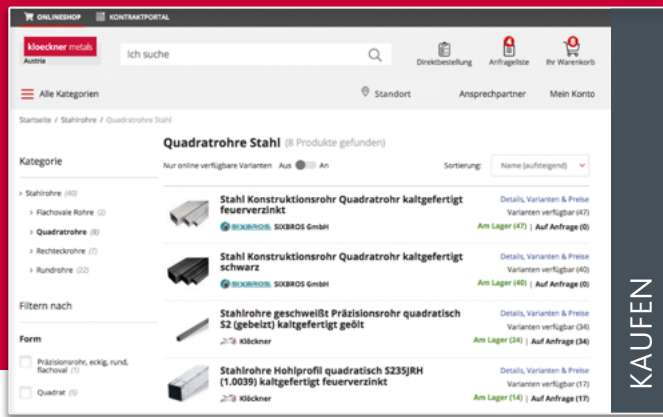 ONLINESHOP KONTRAKTPORTAL
kloeckner metals
Austria
Ich suche
Direktbestellung
4
Anfrageliste
8
Ihr Warenkorb
Alle Kategorien
Standort
Ansprechpartner
Mein Konto
Startseite / Stahlrohre / Quadratrohre Stahl
Kategorie
> Stahlrohre (40)
> Flachovale Rohre (2)
> Quadratrohre (8)
> Rechteckrohre (7)
> Rundrohre (22)
Filtern nach
Form
Präzisionsrohr, eckig, rund,
flachoval (1)
Quadrat (5)
Quadratrohre Stahl (8 Produkte gefunden)
Nur online verfügbare Varianten Aus An
Sortierung: Name (aufsteigend)
Stahl Konstruktionsrohr Quadratrohr kaltgefertigt
feuerverzinkt
SIXBROS. SIXBROS GmbH
Details, Varianten & Preise
Varianten verfügbar (47)
Am Lager (47) | Auf Anfrage (0)
Stahl Konstruktionsrohr Quadratrohr kaltgefertigt
schwarz
SIXBROS. SIXBROS GmbH
Details, Varianten & Preise
Varianten verfügbar (40)
Am Lager (40) | Auf Anfrage (0)
Stahlrohre geschweißt Präzisionsrohr quadratisch
S2 (gebeizt) kaltgefertigt geölt
Klöckner
Details, Varianten & Preise
Varianten verfügbar (34)
Am Lager (24) | Auf Anfrage (34)
Stahlrohre Hohlprofil quadratisch S235JRH
(1.0039) kaltgefertigt feuerverzinkt
Klöckner
Details, Varianten & Preise
Varianten verfügbar (17)
Am Lager (14) | Auf Anfrage (17)
KAUFEN